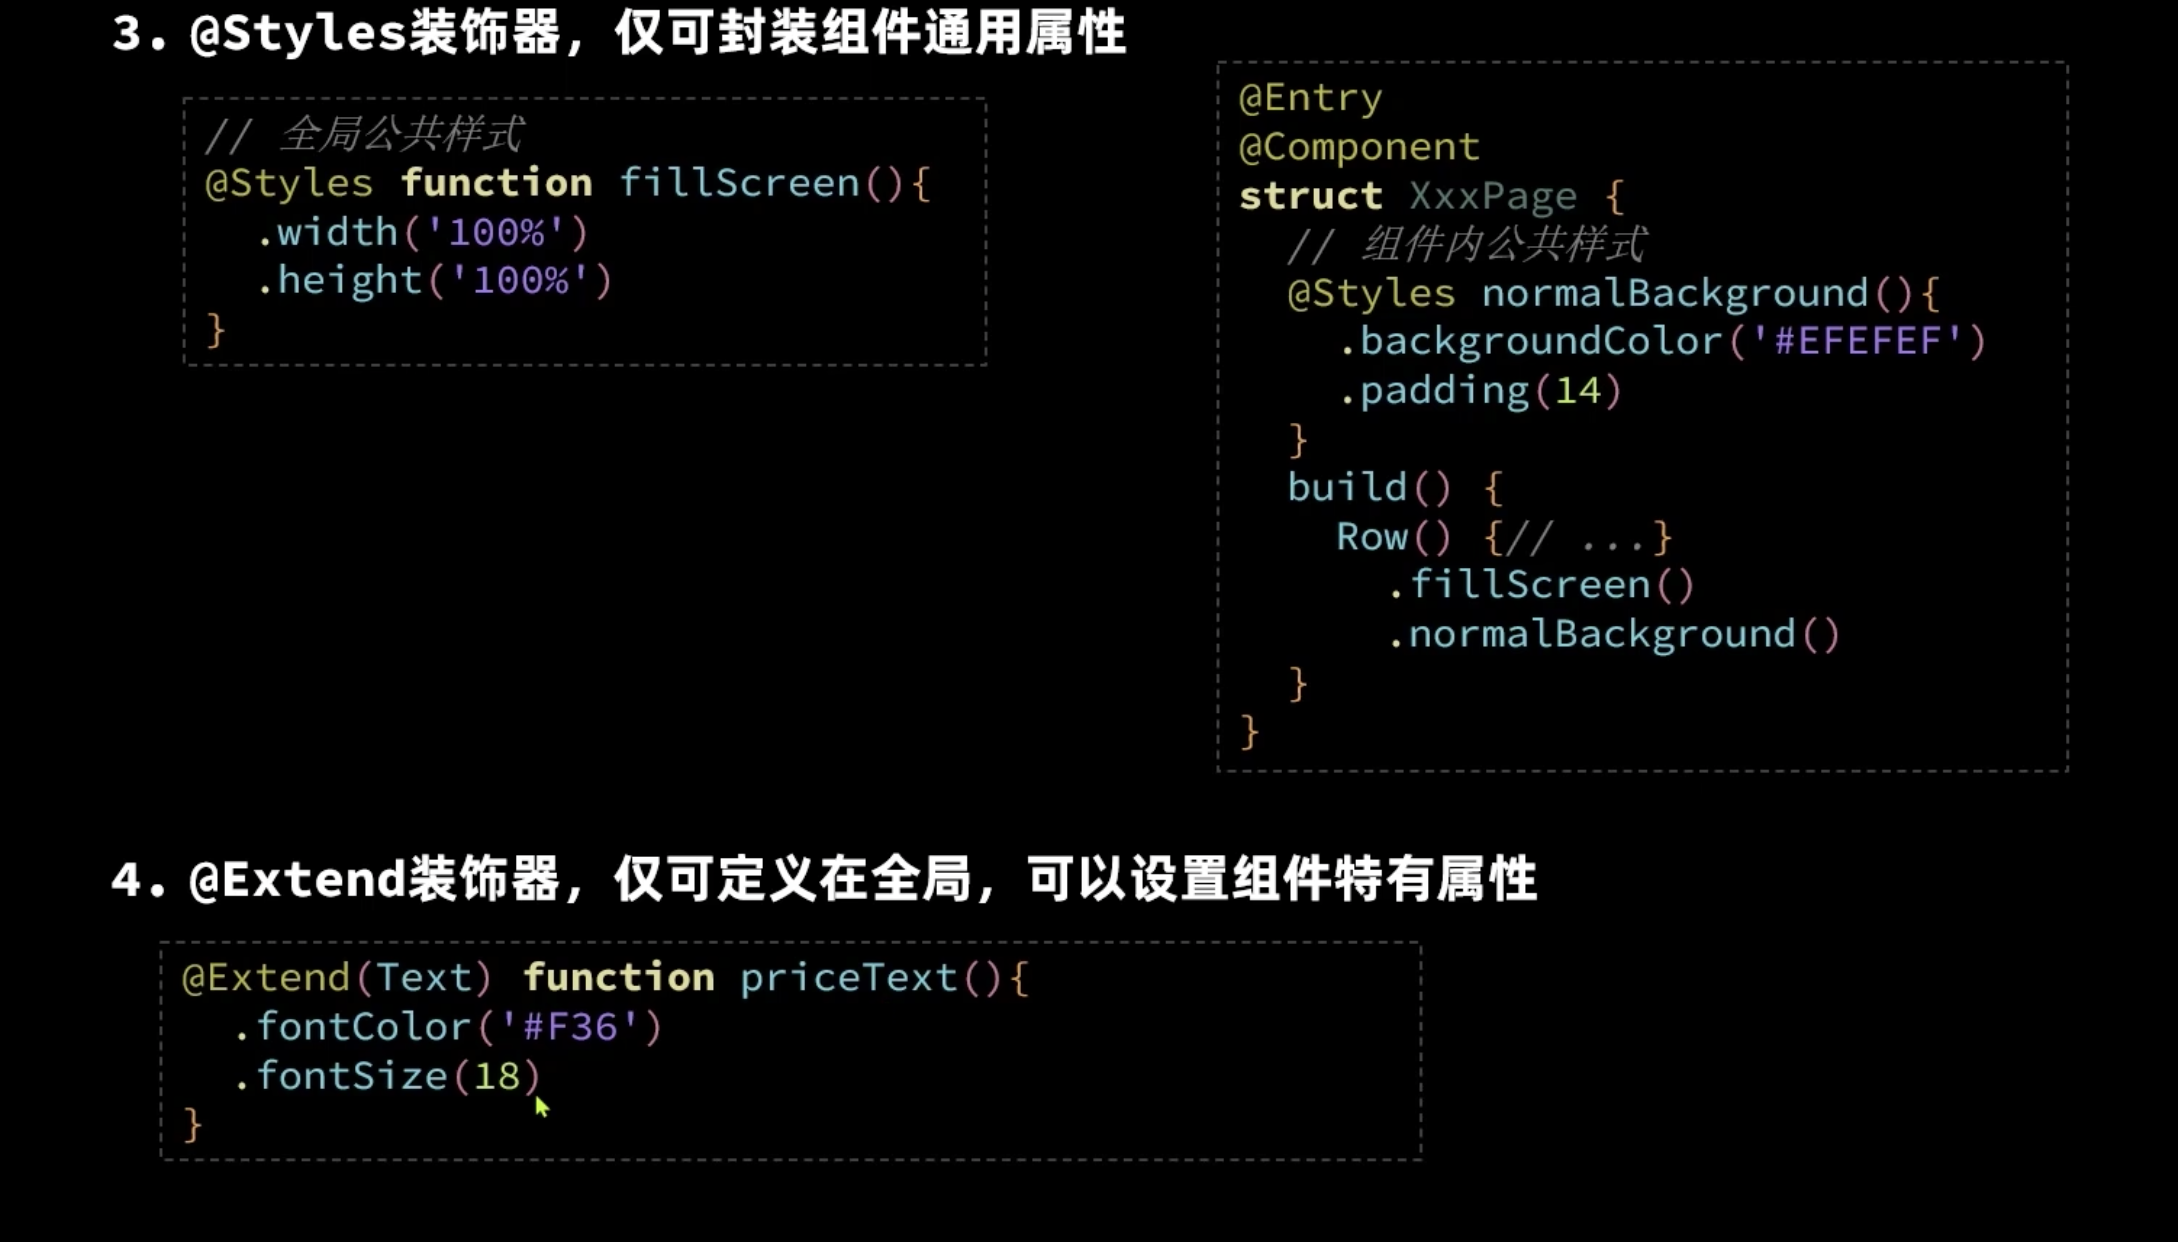 3. @Styles装饰器，仅可封装组件通用属性
// 全局公共样式
@Styles function fillScreen(){
.width('100%')
.height('100%')
}
@Entry
@Component
struct XxxPage {
// 组件内公共样式
@Styles normalBackground(){
.backgroundColor('#EFEFEF')
.padding(14)
}
build() {
Row() {// ...}
.fillScreen()
.normalBackground()
}
}
4. @Extend装饰器，仅可定义在全局，可以设置组件特有属性
@Extend(Text) function priceText(){
.fontColor('#F36')
.fontSize(18)
}